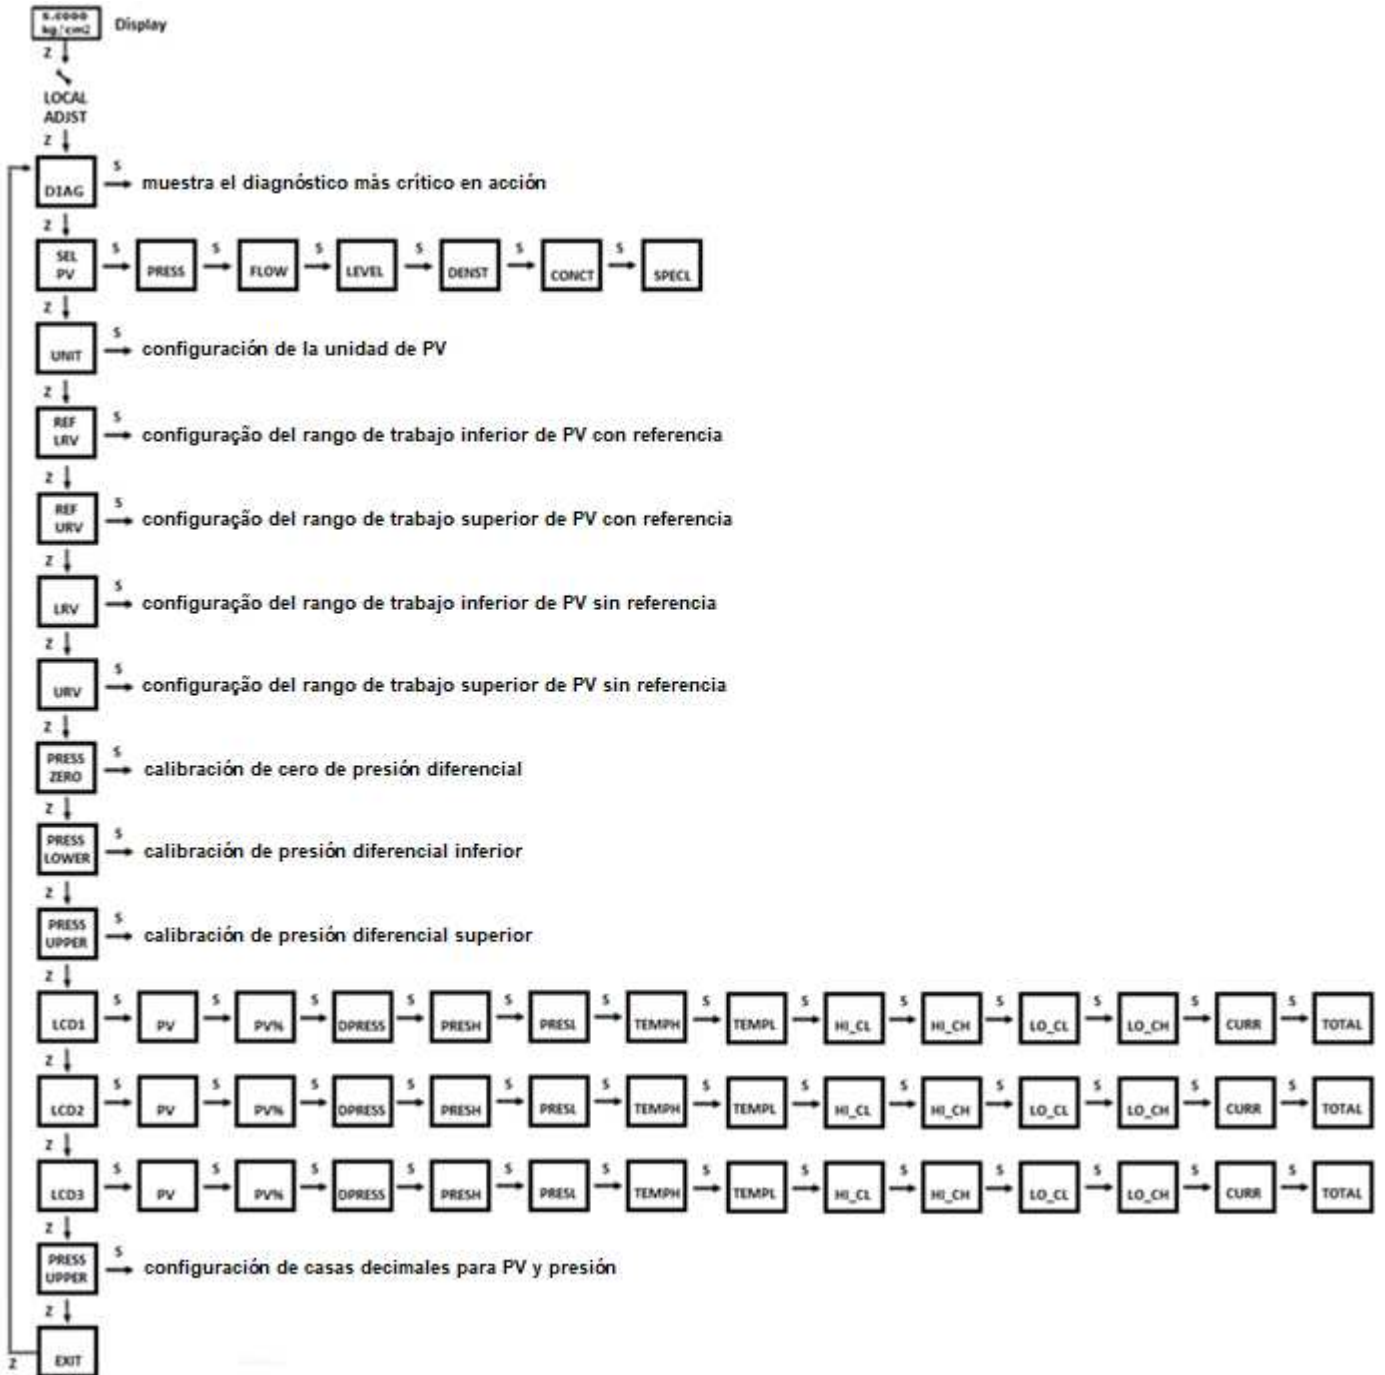 Display
kg/cm2
Z
LOCAL
ADJST
Z
DIAG
S
muestra el diagnóstico más crítico en acción
Z
SEL
PV
S
PRESS
S
FLOW
S
LEVEL
S
DENST
S
CONCT
S
SPECL
Z
UNIT
S
configuración de la unidad de PV
Z
REF
LRV
S
configuração del rango de trabajo inferior de PV con referencia
Z
REF
URV
S
configuração del rango de trabajo superior de PV con referencia
Z
LRV
S
configuração del rango de trabajo inferior de PV sin referencia
Z
URV
S
configuração del rango de trabajo superior de PV sin referencia
Z
PRESS
ZERO
S
calibración de cero de presión diferencial
Z
PRESS
LOWER
S
calibración de presión diferencial inferior
Z
PRESS
UPPER
S
calibración de presión diferencial superior
Z
LCD1
S
PV
S
PV%
S
DPRESS
S
PRESH
S
PRESL
S
TEMPH
S
TEMPL
S
HI_CL
S
HI_CH
S
LO_CL
S
LO_CH
S
CURR
S
TOTAL
Z
LCD2
S
PV
S
PV%
S
DPRESS
S
PRESH
S
PRESL
S
TEMPH
S
TEMPL
S
HI_CL
S
HI_CH
S
LO_CL
S
LO_CH
S
CURR
S
TOTAL
Z
LCD3
S
PV
S
PV%
S
DPRESS
S
PRESH
S
PRESL
S
TEMPH
S
TEMPL
S
HI_CL
S
HI_CH
S
LO_CL
S
LO_CH
S
CURR
S
TOTAL
Z
PRESS
UPPER
S
configuración de casas decimales para PV y presión
Z
EXIT
Z